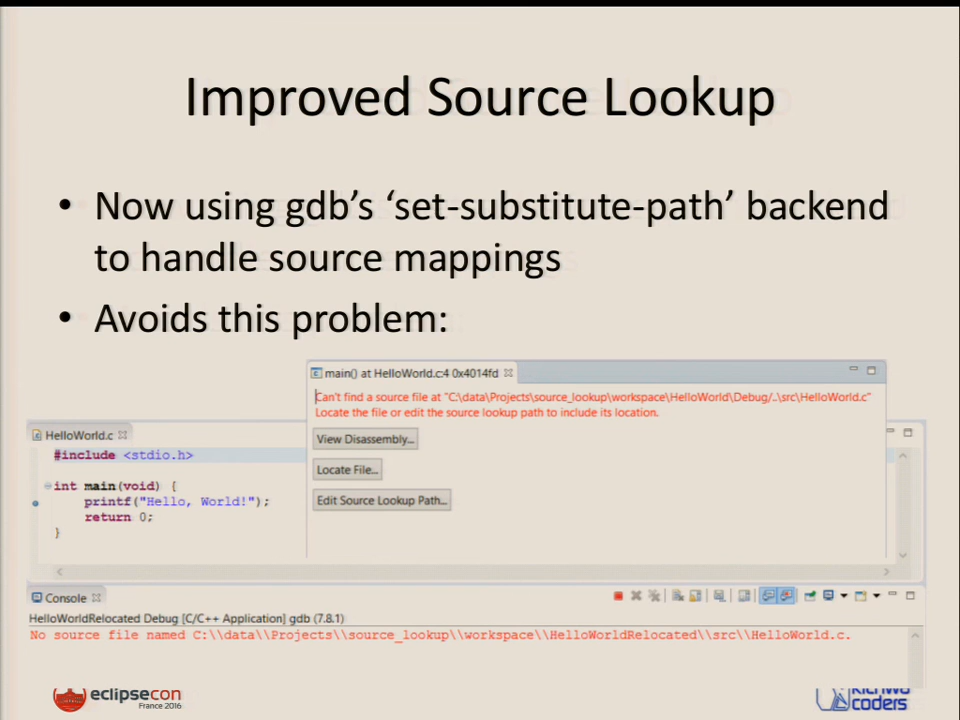 Improved Source Lookup
• Now using gdb's ‘set-substitute-path’ backend
to handle source mappings
• Avoids this problem:
main() at HelloWorld.c:4 0x4014fd
Can't find a source file at "C:\data\Projects\source_lookup\workspace\HelloWorld\Debug/..\src\HelloWorld.c"
Locate the file or edit the source lookup path to include its location.
View Disassembly...
Locate File...
Edit Source Lookup Path...
HelloWorld.c
#include <stdio.h>
int main(void) {
printf("Hello, World!");
return 0;
}
Console
HelloWorldRelocated Debug [C/C++ Application] gdb (7.8.1)
No source file named C:\\data\\Projects\\source_lookup\\workspace\\HelloWorldRelocated\\src\\HelloWorld.c.
eclipsecon
France 2016
coders